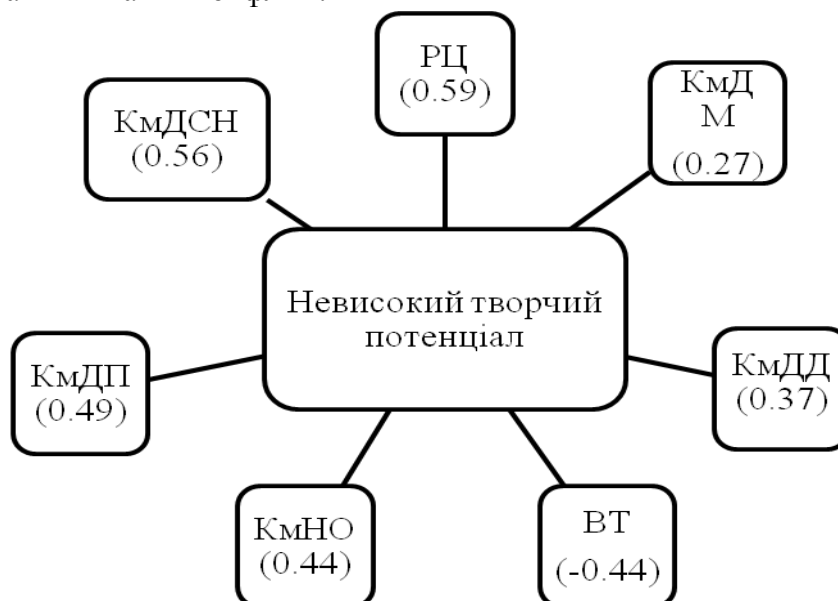 РЦ
(0.59)
КмД
М
(0.27)
КмДСН
(0.56)
Невисокий творчий
потенціал
КмДП
(0.49)
КмДД
(0.37)
КмНО
(0.44)
ВТ
(-0.44)